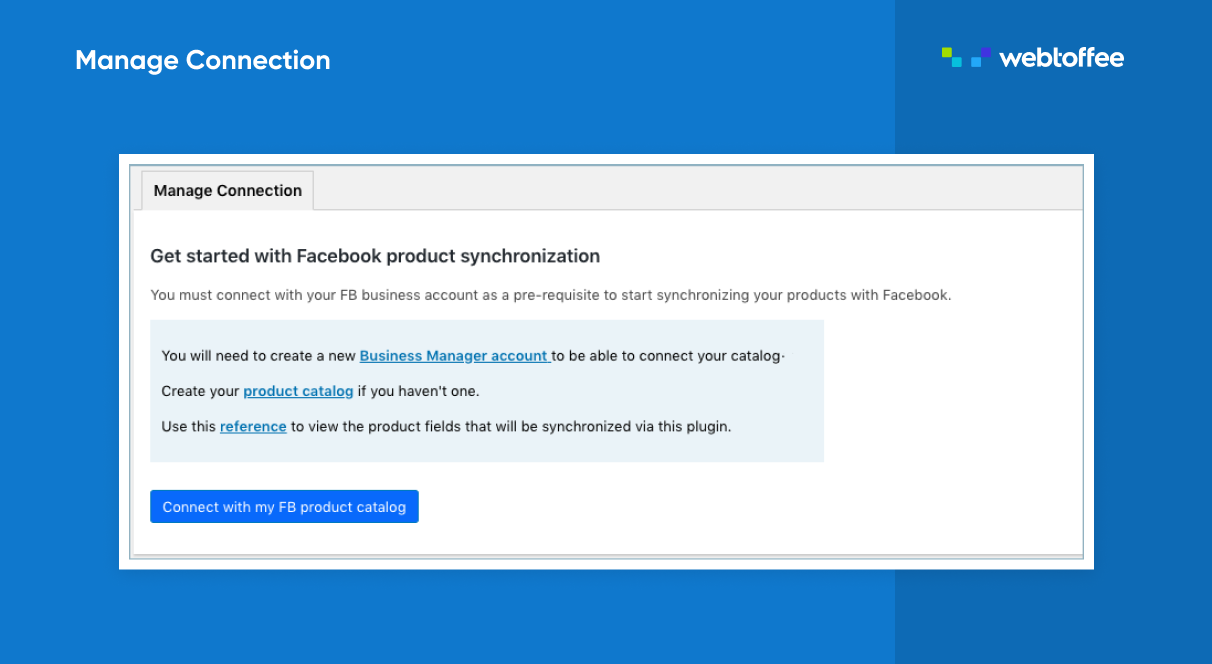 Manage Connection
webtoffee
Manage Connection
Get started with Facebook product synchronization
You must connect with your FB business account as a pre-requisite to start synchronizing your products with Facebook.
You will need to create a new Business Manager account to be able to connect your catalog·
Create your product catalog if you haven't one.
Use this reference to view the product fields that will be synchronized via this plugin.
Connect with my FB product catalog